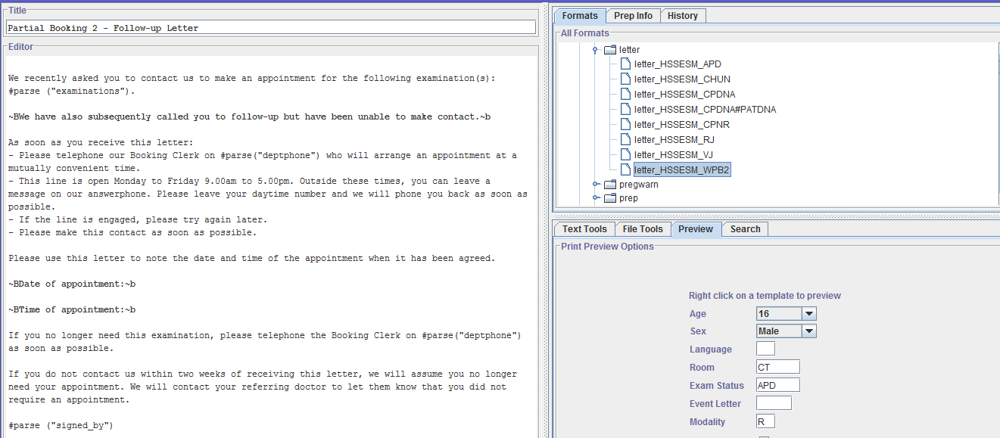 Title
Partial Booking 2 - Follow-up Letter
Editor
We recently asked you to contact us to make an appointment for the following examination(s):
#parse ("examinations").
~BWe have also subsequently called you to follow-up but have been unable to make contact.~b
As soon as you receive this letter:
- Please telephone our Booking Clerk on #parse("deptphone") who will arrange an appointment at a
mutually convenient time.
- This line is open Monday to Friday 9.00am to 5.00pm. Outside these times, you can leave a
message on our answerphone. Please leave your daytime number and we will phone you back as soon as
possible.
- If the line is engaged, please try again later.
- Please make this contact as soon as possible.
Please use this letter to note the date and time of the appointment when it has been agreed.
~BDate of appointment:~b
~BTime of appointment:~b
If you no longer need this examination, please telephone the Booking Clerk on #parse("deptphone")
as soon as possible.
If you do not contact us within two weeks of receiving this letter, we will assume you no longer
need your appointment. We will contact your referring doctor to let them know that you did not
require an appointment.
#parse ("signed_by")
Formats Prep Info History
All Formats
letter
letter_HSSESM_APD
letter_HSSESM_CHUN
letter_HSSESM_CPDNA
letter_HSSESM_CPDNA#PATDNA
letter_HSSESM_CPNR
letter_HSSESM_RJ
letter_HSSESM_VJ
letter_HSSESM_WPB2
pregwarn
prep
Text Tools File Tools Preview Search
Print Preview Options
Right click on a template to preview
Age 16
Sex Male
Language
Room CT
Exam Status APD
Event Letter
Modality R